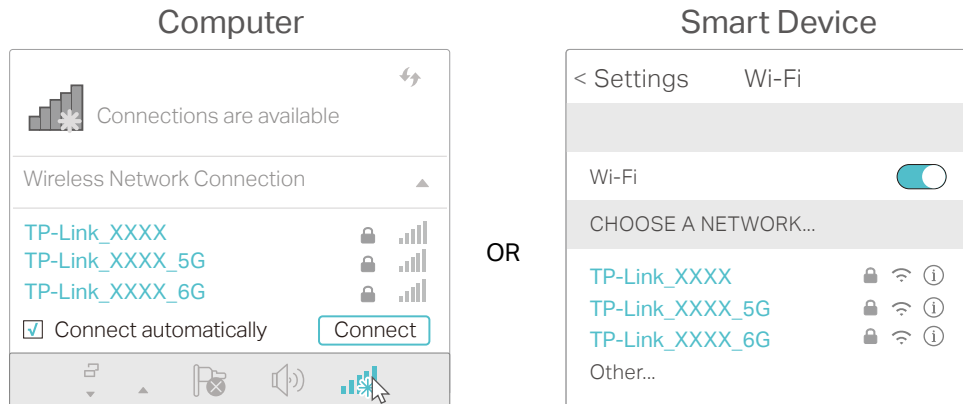 Computer
Connections are available
Wireless Network Connection
TP-Link_XXXX
TP-Link_XXXX_5G
TP-Link_XXXX_6G
Connect automatically
Connect
OR
Smart Device
< Settings Wi-Fi
Wi-Fi
CHOOSE A NETWORK...
TP-Link_XXXX
TP-Link_XXXX_5G
TP-Link_XXXX_6G
Other...